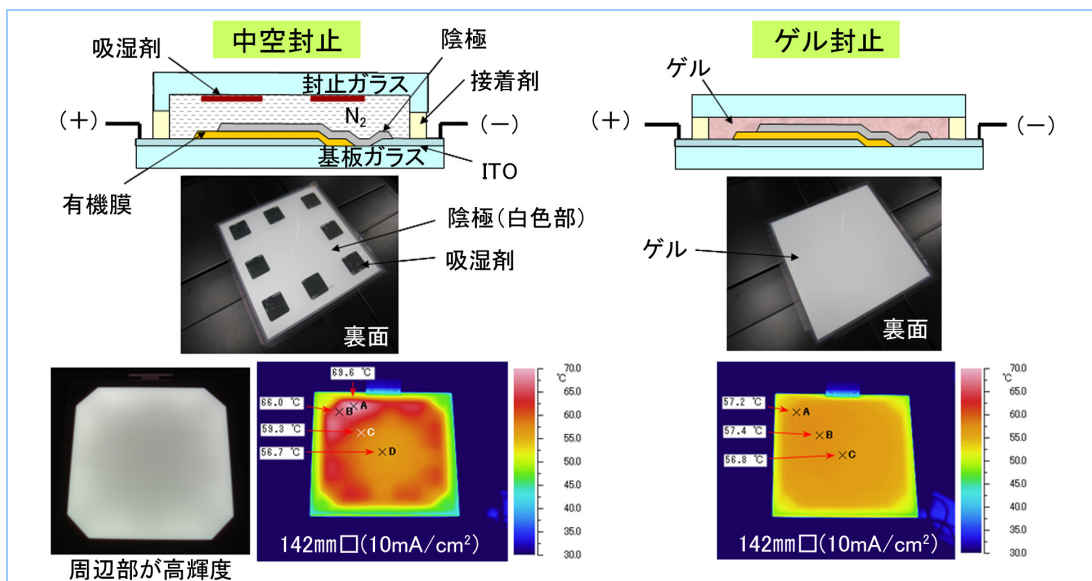 中空封止
吸湿剤
陰極
封止ガラス
接着剤
N2
(+)
(−)
基板ガラス
ITO
有機膜
陰極(白色部)
吸湿剤
裏面
周辺部が高輝度
69.6 ℃
66.0 ℃
59.3 ℃
56.7 ℃
A
B
C
D
142mm□(10mA/cm²)
70.0
℃
65.0
60.0
55.0
50.0
45.0
40.0
35.0
30.0
ゲル封止
ゲル
(+)
(−)
ゲル
裏面
57.2 ℃
57.4 ℃
56.8 ℃
A
B
C
142mm□(10mA/cm²)
70.0
℃
65.0
60.0
55.0
50.0
45.0
40.0
35.0
30.0